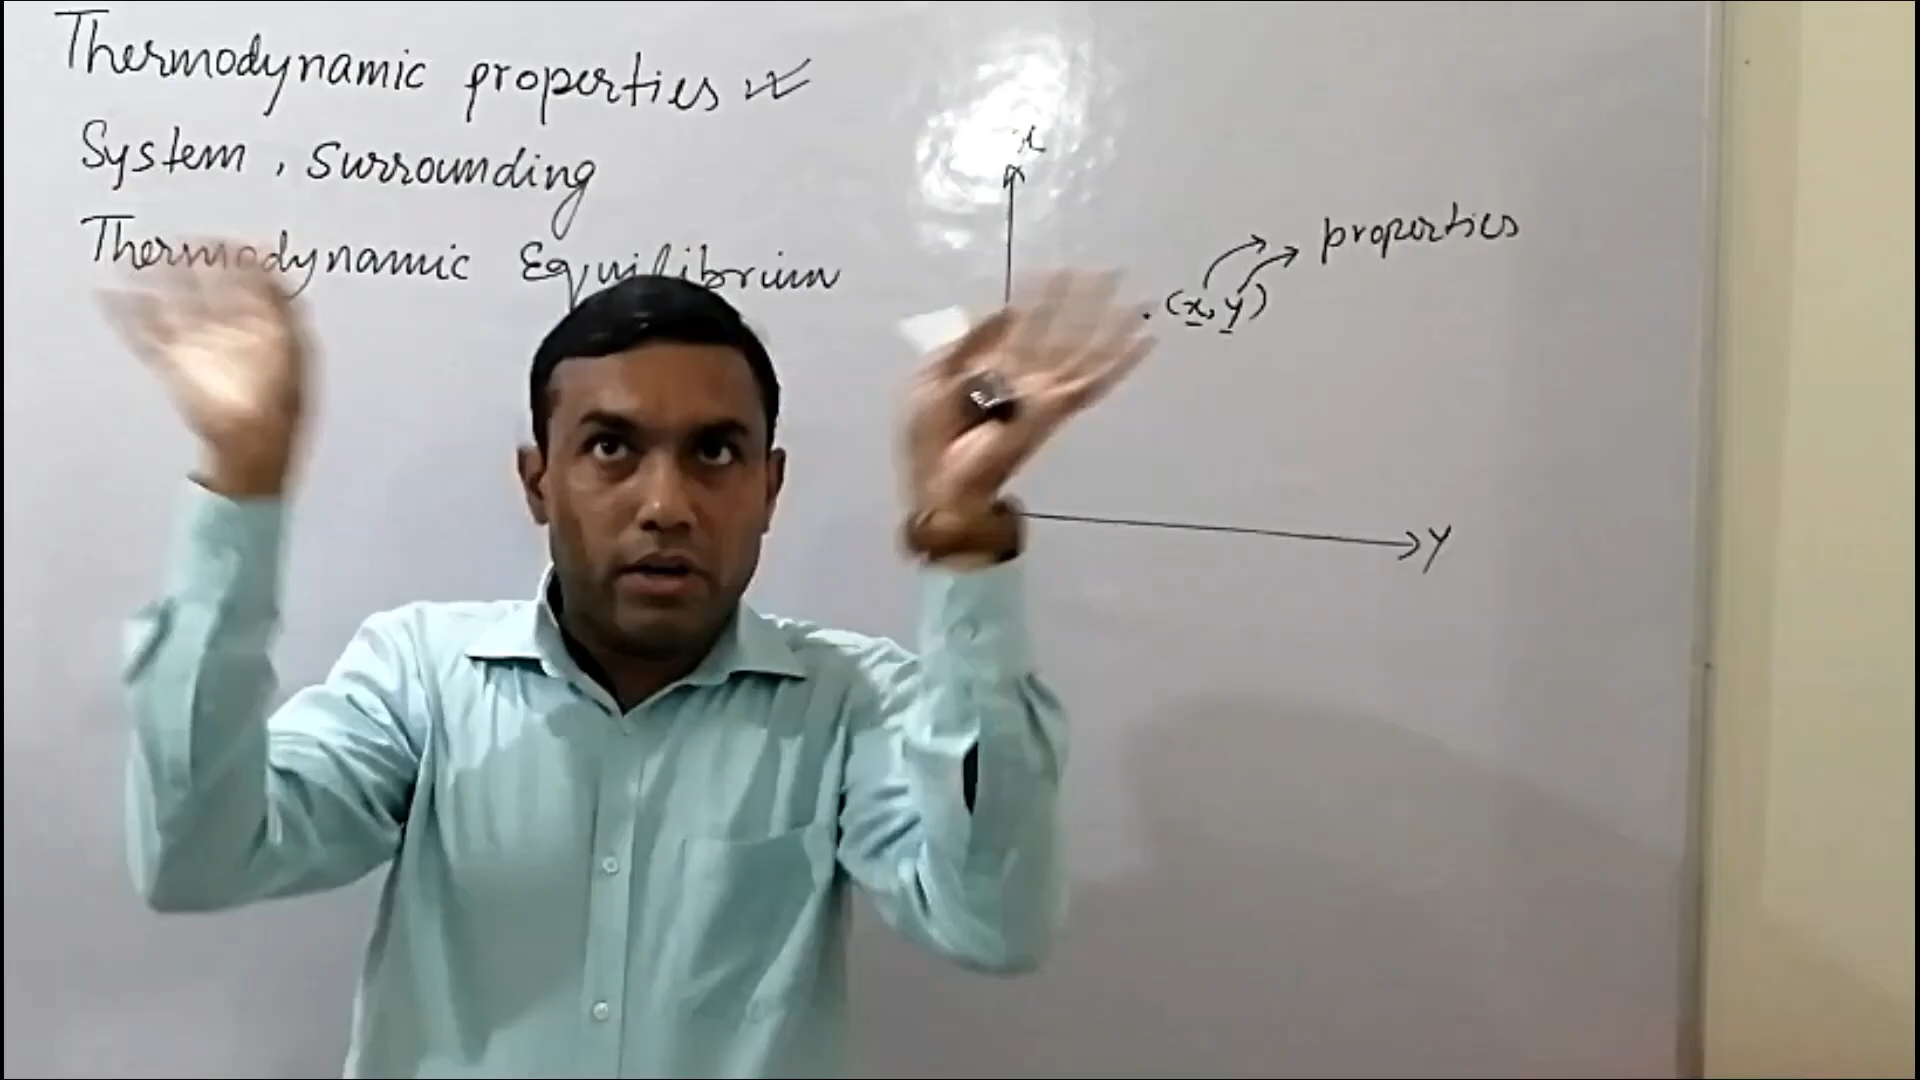 Thermodynamic properties
System, Surrounding
Thermodynamic Equilibrium
x
properties
.(x, y)
y